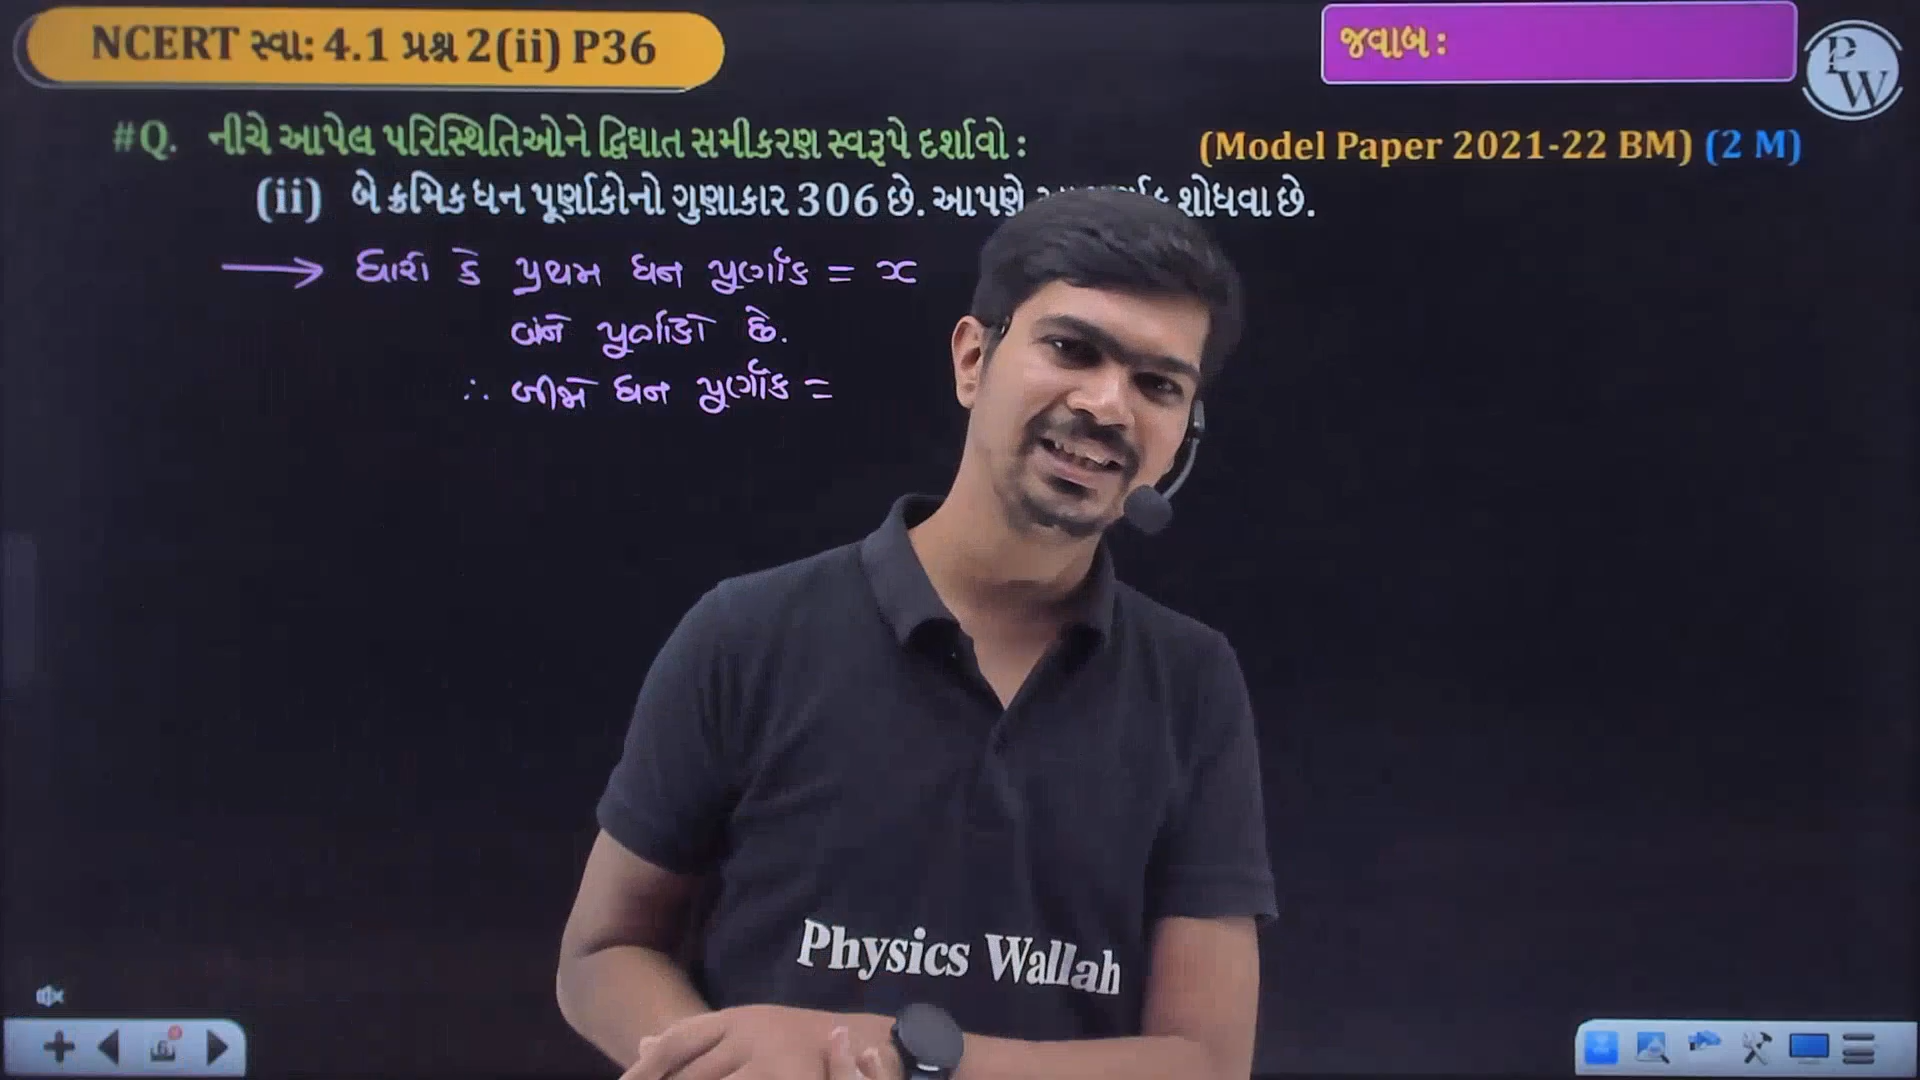 NCERT સ્વા: 4.1 પ્રશ્ન 2(ii) P36
જવાબ :
PW
#Q. નીચે આપેલ પરિસ્થિતિઓને દ્વિઘાત સમીકરણ સ્વરૂપે દર્શાવો :
(Model Paper 2021-22 BM) (2 M)
(ii) બે ક્રમિક ધન પૂર્ણાંકોનો ગુણાકાર 306 છે. આપણે શોધવા છે.
→ ધારો કે પ્રથમ ધન પૂર્ણાંક = x
બંને પૂર્ણાંકો છે.
∴ બીજો ધન પૂર્ણાંક =
Physics Wallah